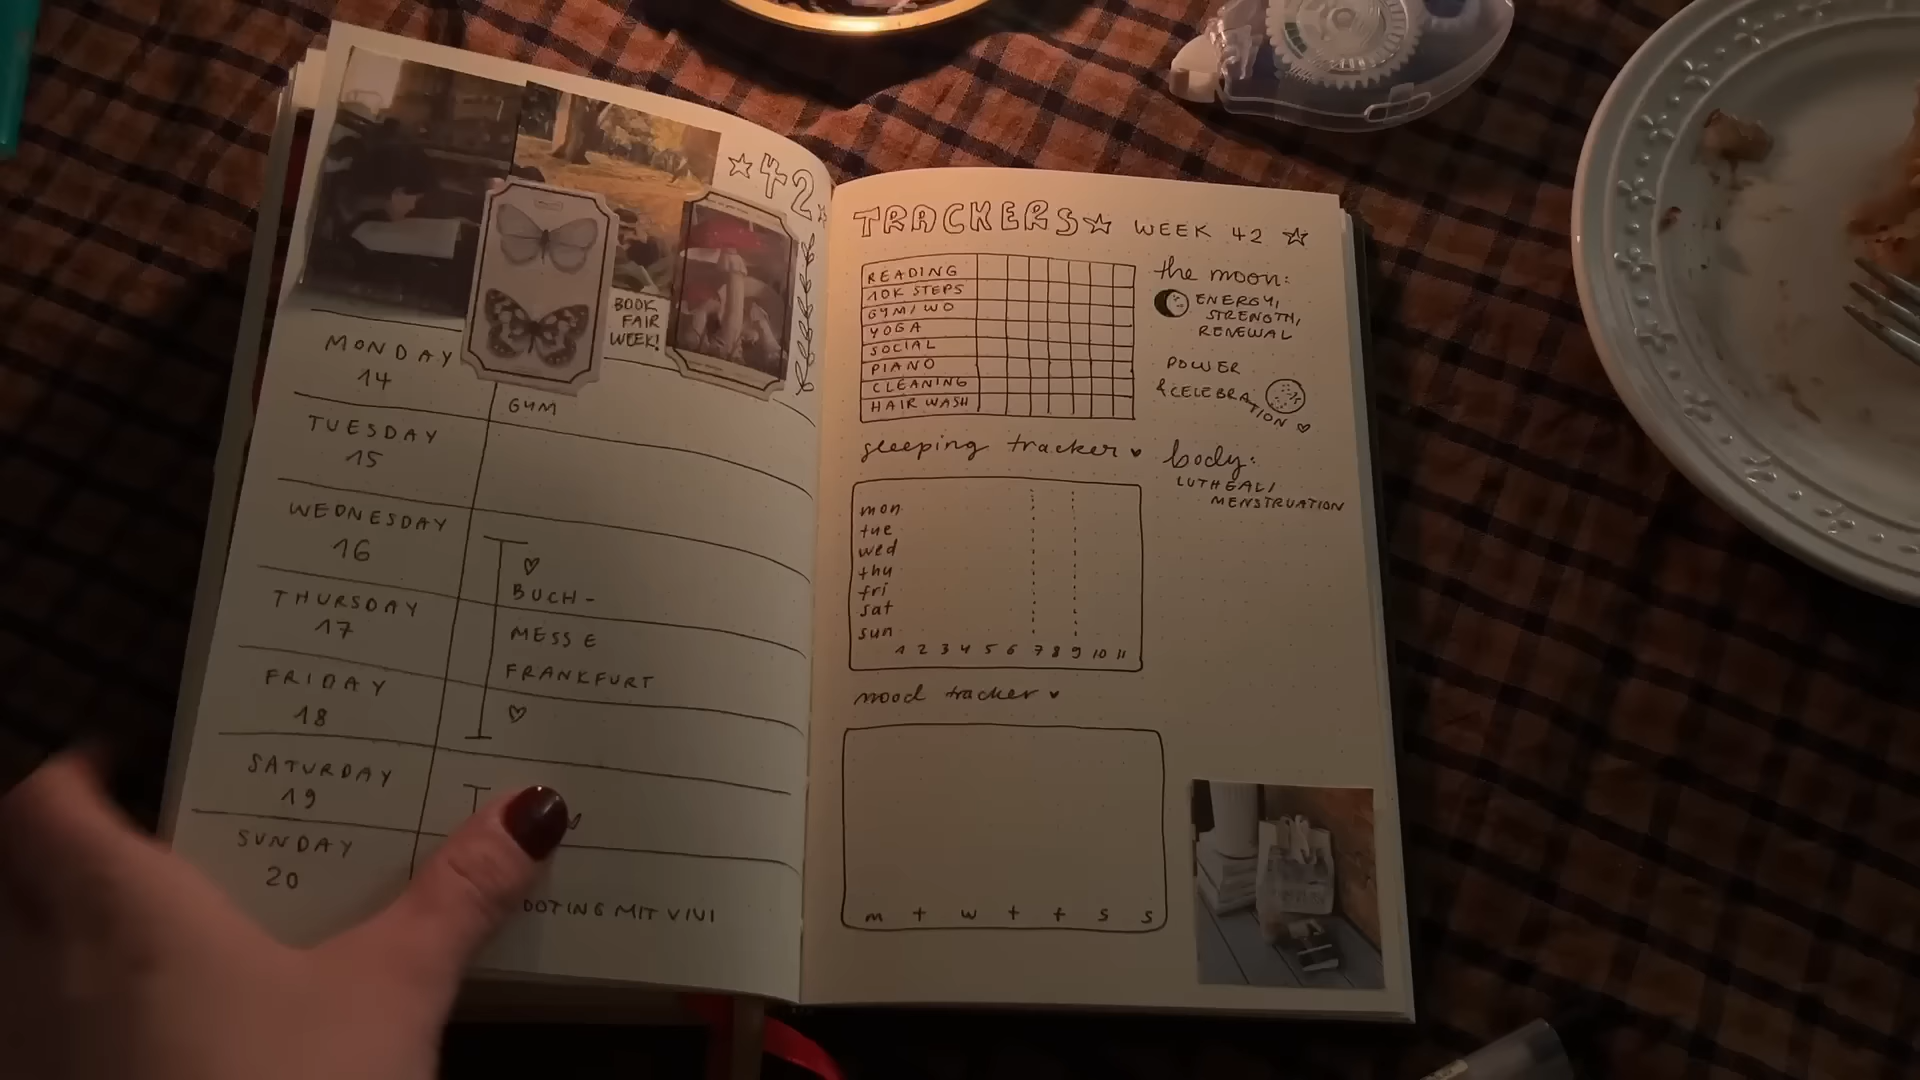 42
BOOK
FAIR
WEEK!
MONDAY
14
GYM
TUESDAY
15
WEDNESDAY
16
BUCH-
THURSDAY
17
MESSE
FRANKFURT
FRIDAY
18
SATURDAY
19
SUNDAY
20
MIT VIVI
TRACKERS WEEK 42
READING
10K STEPS
GYM/WO
YOGA
SOCIAL
PIANO
CLEANING
HAIR WASH
the moon:
ENERGY,
STRENGTH,
RENEWAL
POWER
& CELEBRATION
sleeping tracker
mon
tue
wed
thu
fri
sat
sun
1 2 3 4 5 6 7 8 9 10 11
body:
LUTHEAL/
MENSTRUATION
mood tracker
m t w t f s s